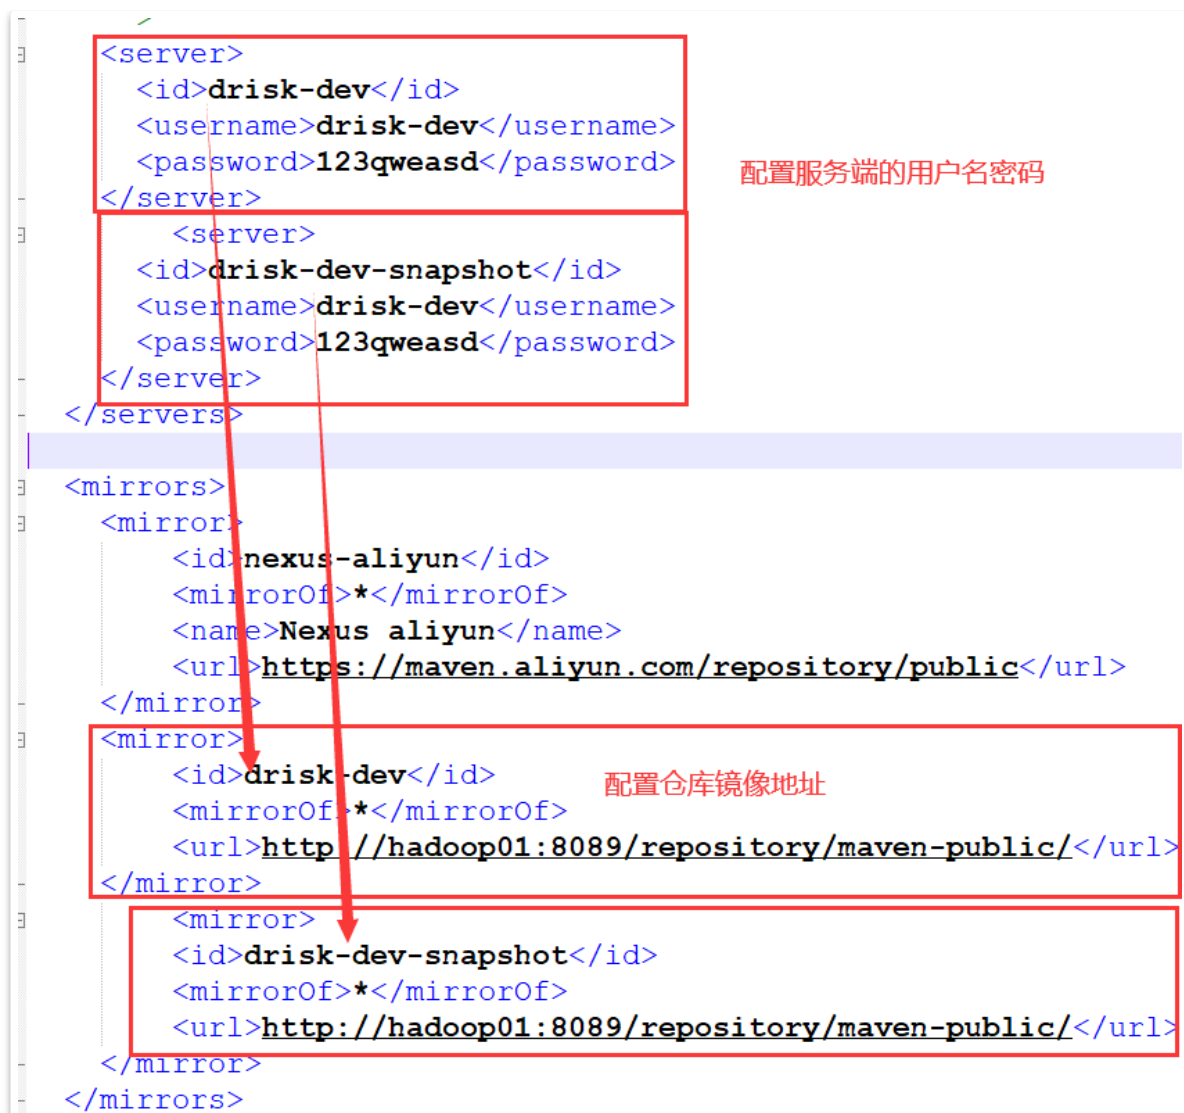 <server>
<id>drisk-dev</id>
<username>drisk-dev</username>
<password>123qweasd</password>
配置服务端的用户名密码
</server>
<server>
<id>drisk-dev-snapshot</id>
<username>drisk-dev</username>
<password>123qweasd</password>
</server>
</servers>
<mirrors>
<mirror>
<id>nexus-aliyun</id>
<mirrorOf>*</mirrorOf>
<name>Nexus aliyun</name>
<url>https://maven.aliyun.com/repository/public</url>
</mirror>
<mirror>
<id>drisk-dev</id>
配置仓库镜像地址
<mirrorOf>*</mirrorOf>
<url>http://hadoop01:8089/repository/maven-public/</url>
</mirror>
<mirror>
<id>drisk-dev-snapshot</id>
<mirrorOf>*</mirrorOf>
<url>http://hadoop01:8089/repository/maven-public/</url>
</mirror>
</mirrors>